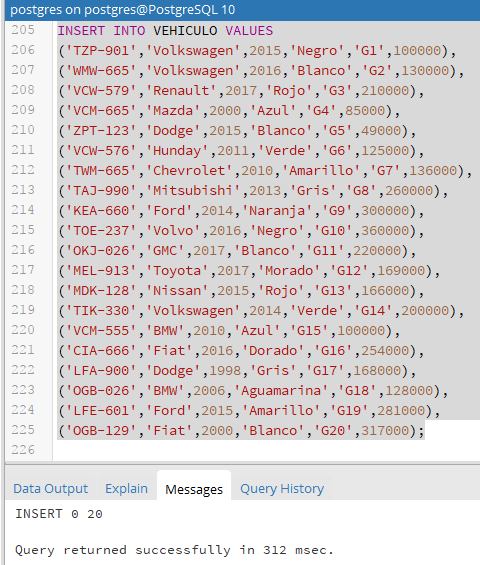 postgres on postgres@PostgreSQL 10
205 INSERT INTO VEHICULO VALUES
206 ('TZP-901','Volkswagen',2015,'Negro','G1',100000),
207 ('WMW-665','Volkswagen',2016,'Blanco','G2',130000),
208 ('VCW-579','Renault',2017,'Rojo','G3',210000),
209 ('VCM-665','Mazda',2000,'Azul','G4',85000),
210 ('ZPT-123','Dodge',2015,'Blanco','G5',49000),
211 ('VCW-576','Hunday',2011,'Verde','G6',125000),
212 ('TWM-665','Chevrolet',2010,'Amarillo','G7',136000),
213 ('TAJ-990','Mitsubishi',2013,'Gris','G8',260000),
214 ('KEA-660','Ford',2014,'Naranja','G9',300000),
215 ('TOE-237','Volvo',2016,'Negro','G10',360000),
216 ('OKJ-026','GMC',2017,'Blanco','G11',220000),
217 ('MEL-913','Toyota',2017,'Morado','G12',169000),
218 ('MDK-128','Nissan',2015,'Rojo','G13',166000),
219 ('TIK-330','Volkswagen',2014,'Verde','G14',200000),
220 ('VCM-555','BMW',2010,'Azul','G15',100000),
221 ('CIA-666','Fiat',2016,'Dorado','G16',254000),
222 ('LFA-900','Dodge',1998,'Gris','G17',168000),
223 ('OGB-026','BMW',2006,'Aguamarina','G18',128000),
224 ('LFE-601','Ford',2015,'Amarillo','G19',281000),
225 ('OGB-129','Fiat',2000,'Blanco','G20',317000);
226
Data Output Explain Messages Query History
INSERT 0 20
Query returned successfully in 312 msec.